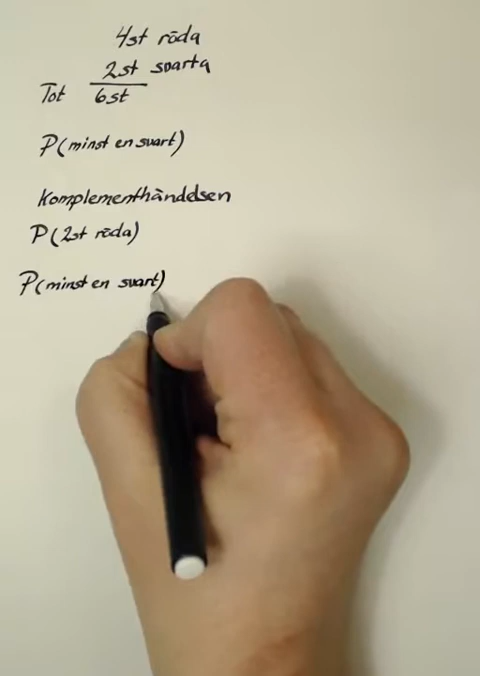 4st röda
2st svarta
Tot 6st
P(minst en svart)
Komplementhändelsen
P(2st röda)
P(minst en svart)